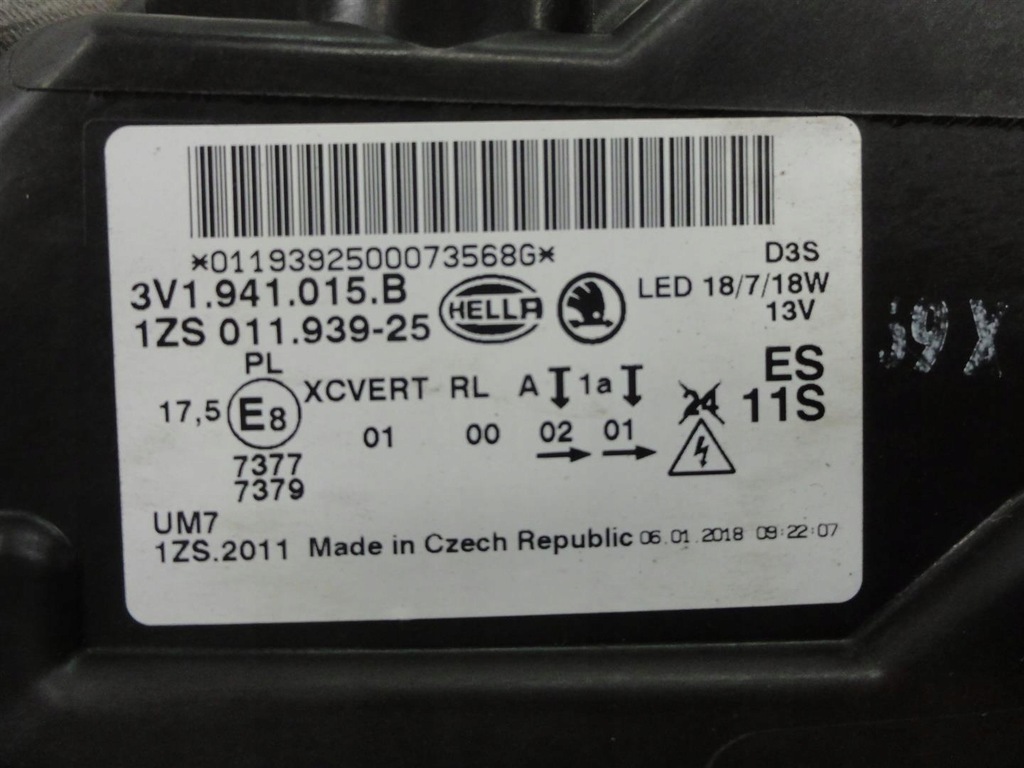 *0119392500073568G*
D3S
3V1.941.015.B
HELLA
LED 18/7/18W
1ZS 011.939-25
13V
PL
ES
17,5 E8 XCVERT RL A 1a 24 11S
01 00 02 01
7377
7379
UM7
1ZS.2011 Made in Czech Republic 06.01.2018 09:22:07